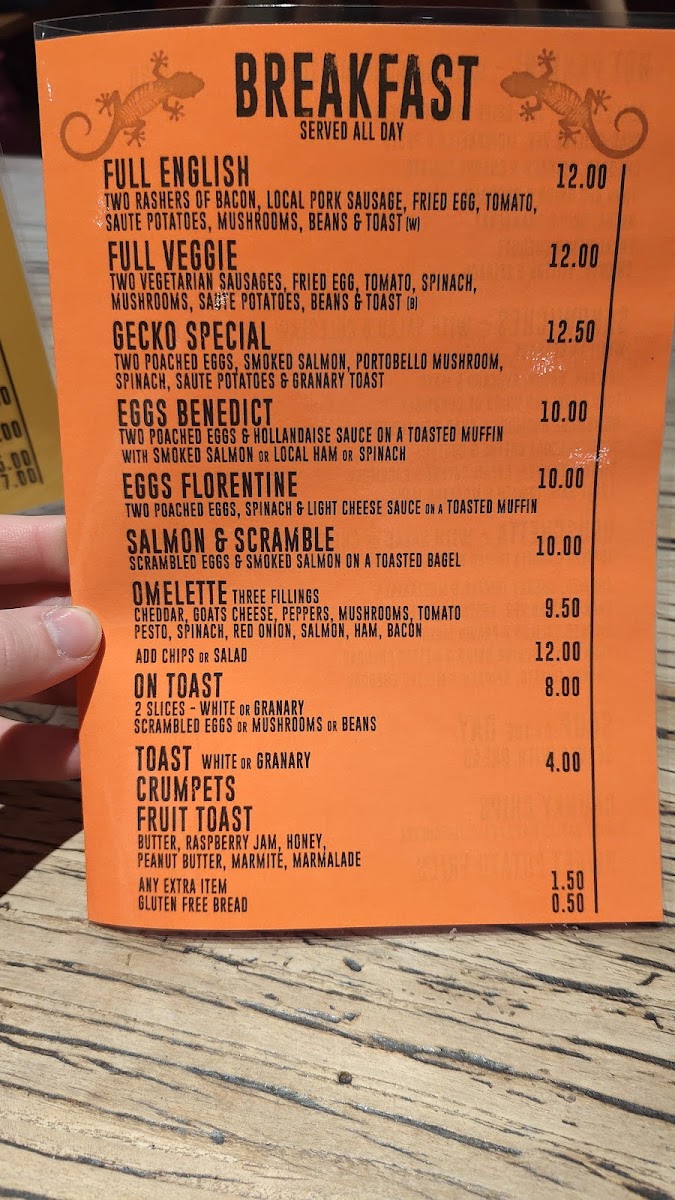 BREAKFAST
SERVED ALL DAY
FULL ENGLISH 12.00
TWO RASHERS OF BACON, LOCAL PORK SAUSAGE, FRIED EGG, TOMATO,
SAUTE POTATOES, MUSHROOMS, BEANS & TOAST (W)
FULL VEGGIE 12.00
TWO VEGETARIAN SAUSAGES, FRIED EGG, TOMATO, SPINACH,
MUSHROOMS, SAUTE POTATOES, BEANS & TOAST (B)
GECKO SPECIAL 12.50
TWO POACHED EGGS, SMOKED SALMON, PORTOBELLO MUSHROOM,
SPINACH, SAUTE POTATOES & GRANARY TOAST
EGGS BENEDICT 10.00
TWO POACHED EGGS & HOLLANDAISE SAUCE ON A TOASTED MUFFIN
WITH SMOKED SALMON OR LOCAL HAM OR SPINACH
EGGS FLORENTINE 10.00
TWO POACHED EGGS, SPINACH & LIGHT CHEESE SAUCE ON A TOASTED MUFFIN
SALMON & SCRAMBLE 10.00
SCRAMBLED EGGS & SMOKED SALMON ON A TOASTED BAGEL
OMELETTE THREE FILLINGS
CHEDDAR, GOATS CHEESE, PEPPERS, MUSHROOMS, TOMATO 9.50
PESTO, SPINACH, RED ONION, SALMON, HAM, BACON
ADD CHIPS OR SALAD 12.00
ON TOAST 8.00
2 SLICES - WHITE OR GRANARY
SCRAMBLED EGGS OR MUSHROOMS OR BEANS
TOAST WHITE OR GRANARY 4.00
CRUMPETS
FRUIT TOAST
BUTTER, RASPBERRY JAM, HONEY,
PEANUT BUTTER, MARMITE, MARMALADE
ANY EXTRA ITEM 1.50
GLUTEN FREE BREAD 0.50